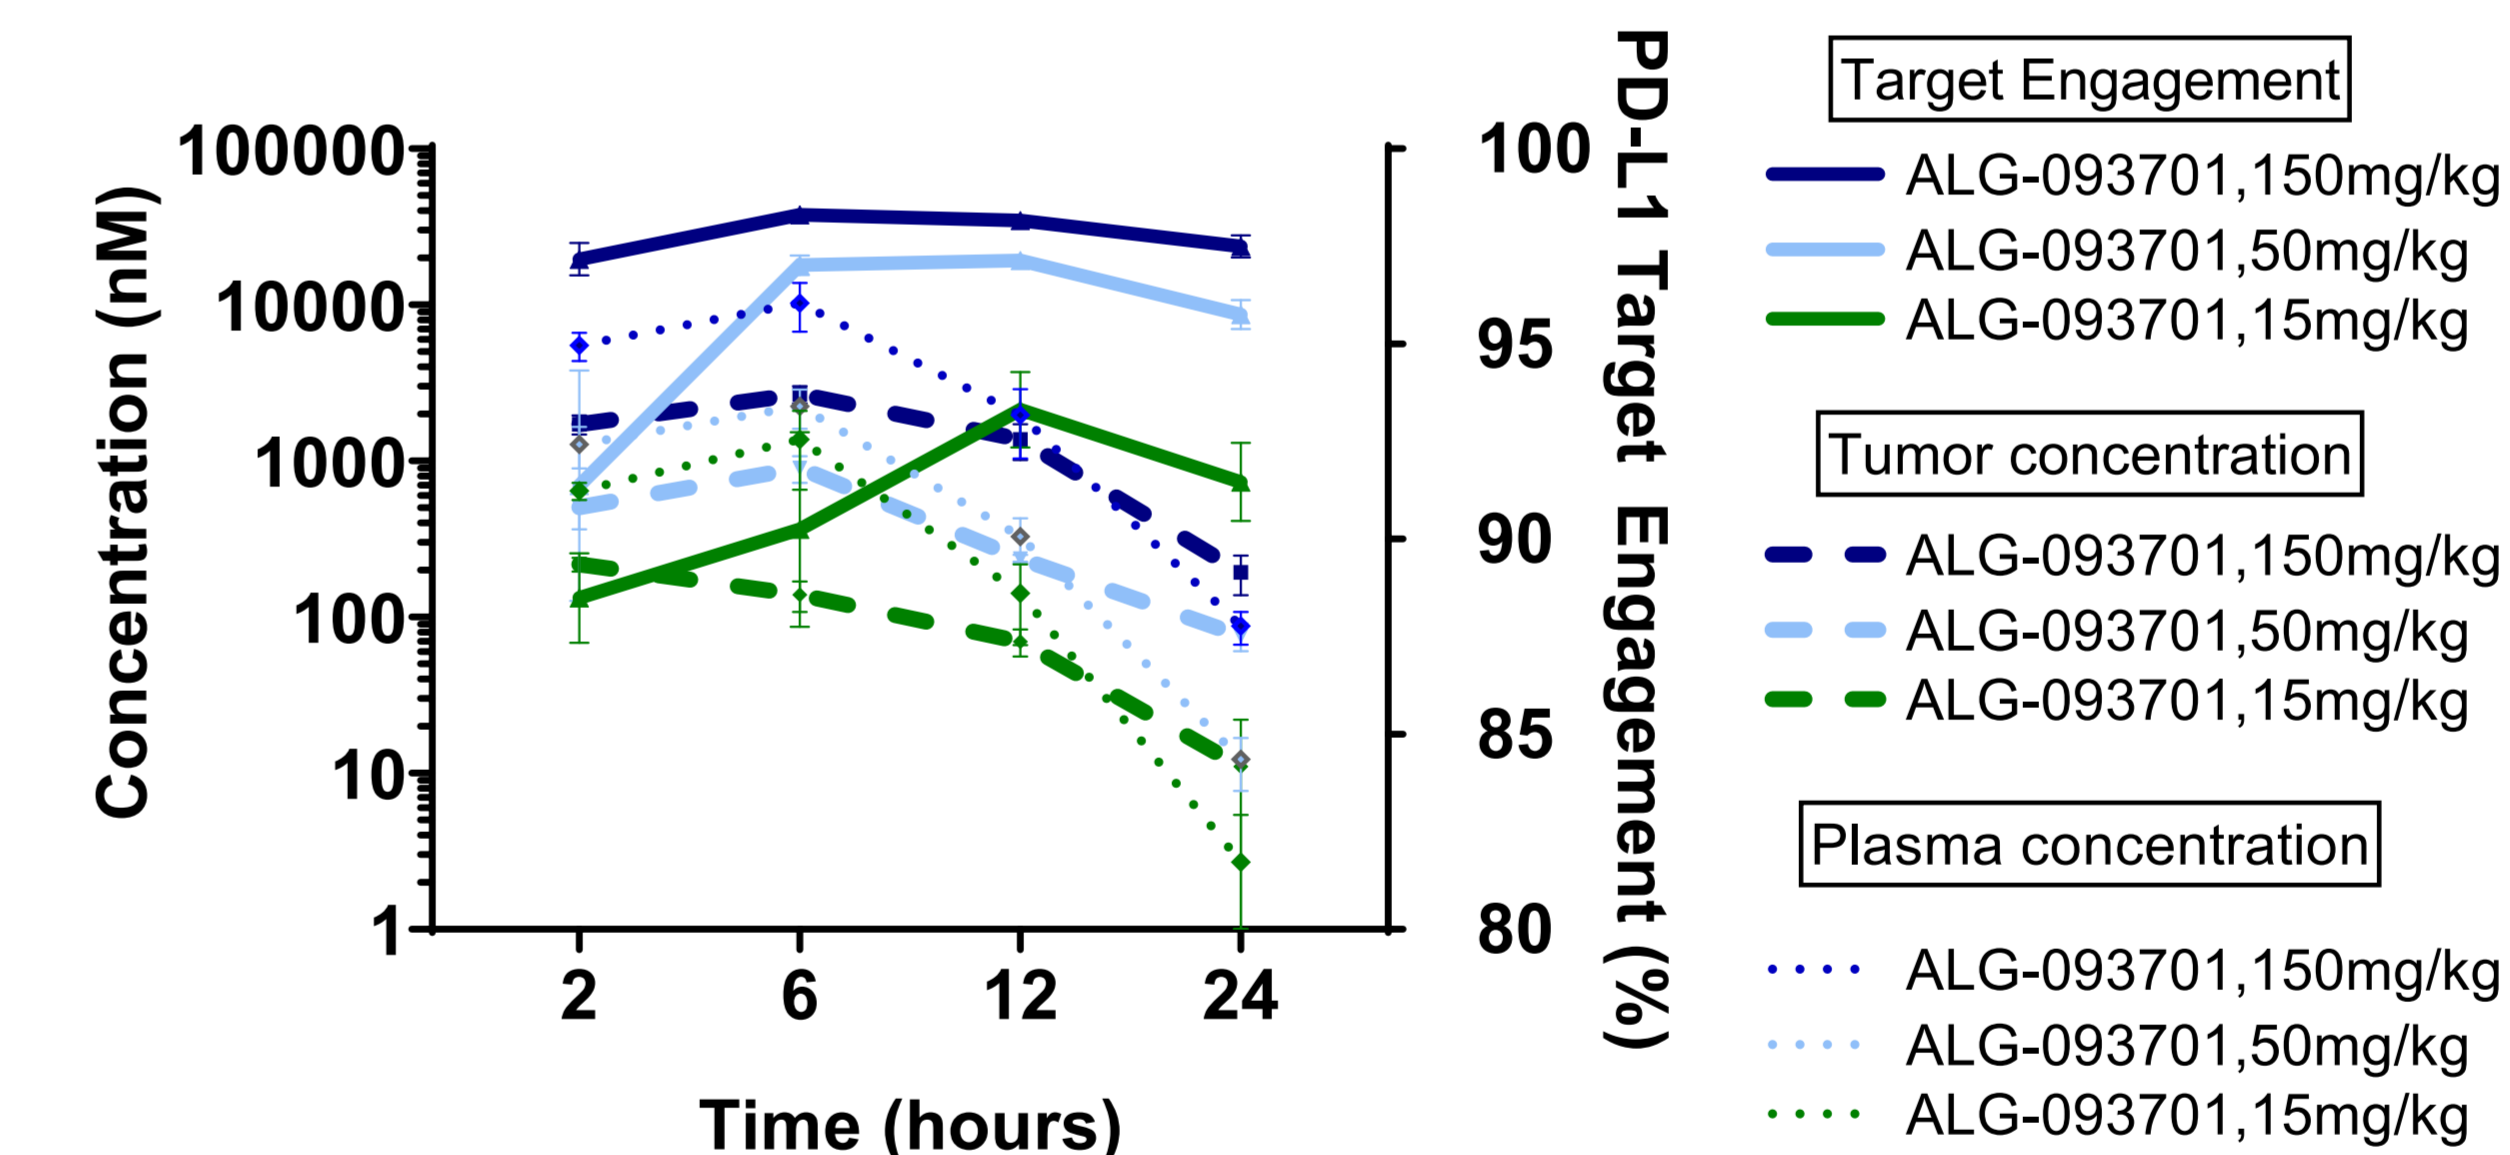 Concentration (nM)
100000
10000
1000
100
10
1
2 6 12 24
Time (hours)
100
95
90
85
80
PD-L1 Target Engagement (%)
Target Engagement
ALG-093701,150mg/kg
ALG-093701,50mg/kg
ALG-093701,15mg/kg
Tumor concentration
ALG-093701,150mg/kg
ALG-093701,50mg/kg
ALG-093701,15mg/kg
Plasma concentration
ALG-093701,150mg/kg
ALG-093701,50mg/kg
ALG-093701,15mg/kg